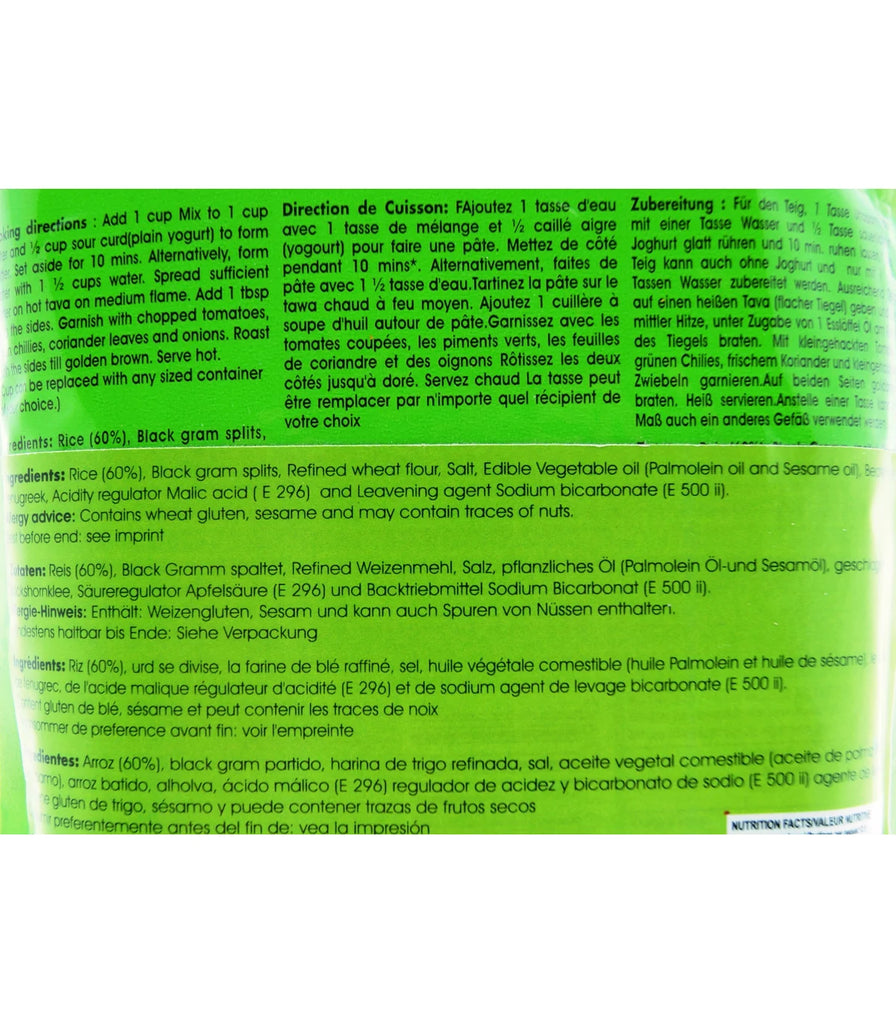 directions : Add 1 cup Mix to 1 cup
and ½ cup sour curd(plain yogurt) to form
Set aside for 10 mins. Alternatively, form
with 1 ½ cups water. Spread sufficient
on hot tava on medium flame. Add 1 tbsp
the sides. Garnish with chopped tomatoes,
chillies, coriander leaves and onions. Roast
the sides till golden brown. Serve hot.
can be replaced with any sized container
choice.)
Rice (60%), Black gram splits,
Direction de Cuisson: FAjoutez 1 tasse d'eau
avec 1 tasse de mélange et ½ caillé aigre
(yogourt) pour faire une pâte. Mettez de côté
pendant 10 mins*. Alternativement, faites de
pâte avec 1 ½ tasse d'eau.Tartinez la pâte sur le
tawa chaud à feu moyen. Ajoutez 1 cuillère à
soupe d'huil autour de pâte.Garnissez avec les
tomates coupées, les piments verts, les feuilles
de coriandre et des oignons Rôtissez les deux
côtés jusqu'à doré. Servez chaud La tasse peut
être remplacer par n'importe quel récipient de
votre choix
Zubereitung : Für den Teig, 1 Tasse
mit einer Tasse Wasser und ½ Tasse
Joghurt glatt rühren und 10 min. ruhen
Teig kann auch ohne Joghurt und nur
Tassen Wasser zubereitet werden.
auf einen heißen Tava (flacher Tiegel) geben
mittler Hitze, unter Zugabe von 1 Esslöffel Öl
des Tiegels braten. Mit kleingehackten
grünen Chilies, frischem Koriander und
Zwiebeln garnieren.Auf beiden Seiten
braten. Heiß servieren.Anstelle einer Tasse
Maß auch ein anderes Gefäß verwendet
Rice (60%), Black gram splits, Refined wheat flour, Salt, Edible Vegetable oil (Palmolein oil and Sesame oil),
Acidity regulator Malic acid ( E 296) and Leavening agent Sodium bicarbonate (E 500 ii).
advice: Contains wheat gluten, sesame and may contain traces of nuts.
before end: see imprint
Reis (60%), Black Gramm spaltet, Refined Weizenmehl, Salz, pflanzliches Öl (Palmolein Öl-und Sesamöl),
Säureregulator Apfelsäure (E 296) und Backtriebmittel Sodium Bicarbonat (E 500 ii).
Enthält: Weizengluten, Sesam und kann auch Spuren von Nüssen enthalten.
haltbar bis Ende: Siehe Verpackung
Ingrédients: Riz (60%), urd se divise, la farine de blé raffiné, sel, huile végétale comestible (huile Palmolein et huile de sésame),
fenugrec, de l'acide malique régulateur d'acidité (E 296) et de sodium agent de levage bicarbonate (E 500 ii).
gluten de blé, sésame et peut contenir les traces de noix
de preference avant fin: voir l'empreinte
Arroz (60%), black gram partido, harina de trigo refinada, sal, aceite vegetal comestible (aceite de
arroz batido, alholva, ácido málico (E 296) regulador de acidez y bicarbonato de sodio (E 500 ii) agente
gluten de trigo, sésamo y puede contener trazas de frutos secos
preferentemente antes del fin de: vea la impresión
NUTRITION FACTS/VALEUR